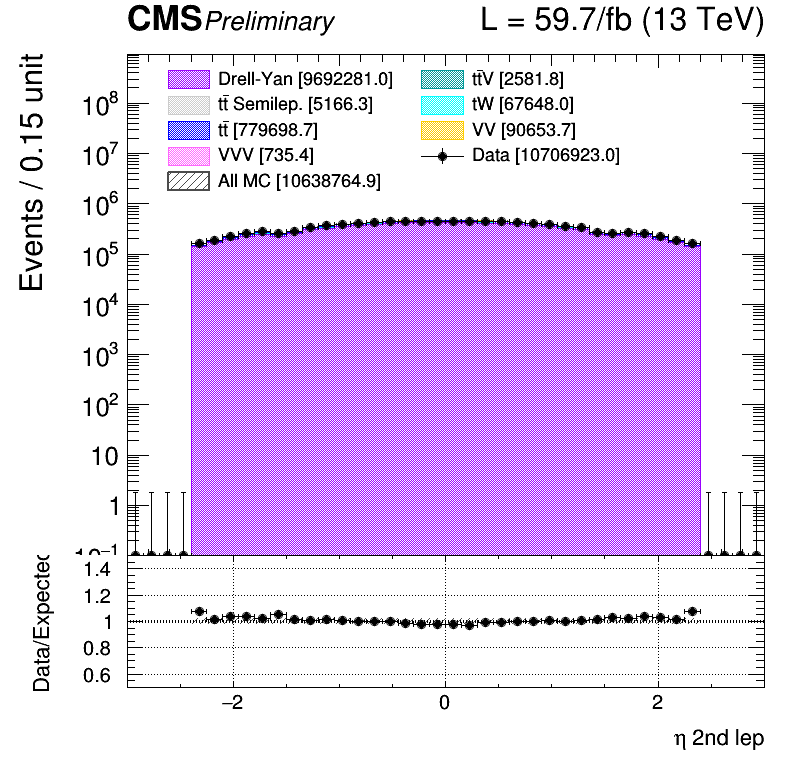 CMS Preliminary L = 59.7/fb (13 TeV)
Events / 0.15 unit
Drell-Yan [9692281.0]
tt̄V [2581.8]
tt̄ Semilep. [5166.3]
tW [67648.0]
tt̄ [779698.7]
VV [90653.7]
VVV [735.4]
Data [10706923.0]
All MC [10638764.9]
10⁸
10⁷
10⁶
10⁵
10⁴
10³
10²
10
1
10⁻¹
Data/Expected
1.4
1.2
1
0.8
0.6
−2 0 2
η 2nd lep